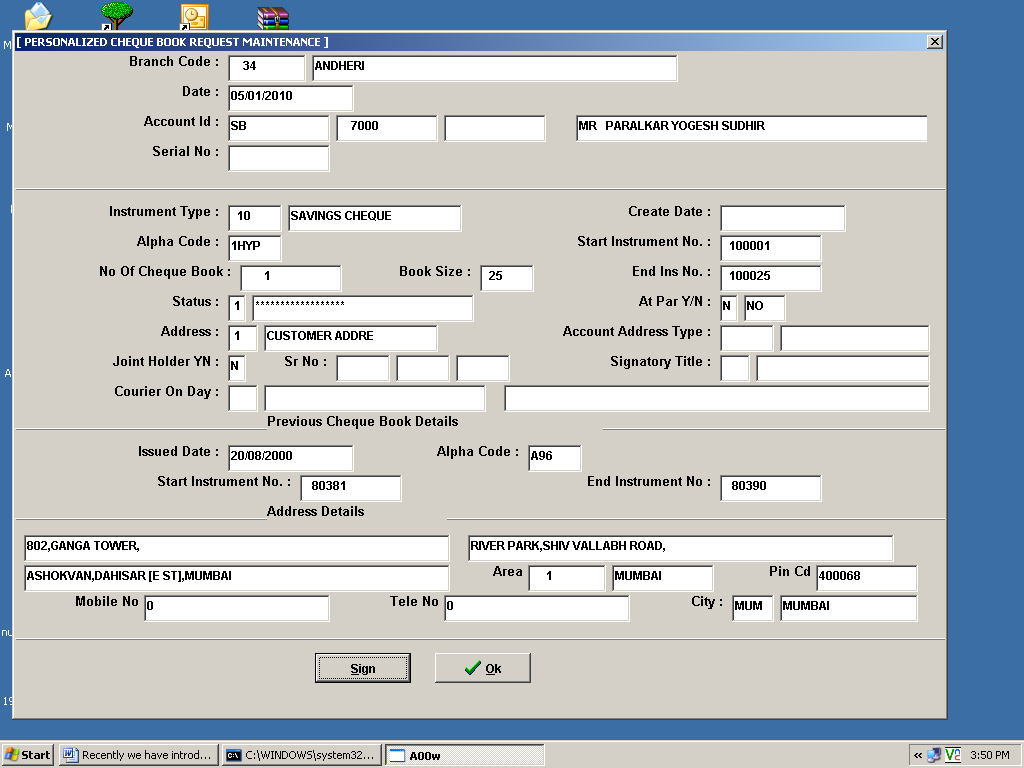 [ PERSONALIZED CHEQUE BOOK REQUEST MAINTENANCE ]
Branch Code : 34 ANDHERI
Date : 05/01/2010
Account Id : SB 7000 MR PARALKAR YOGESH SUDHIR
Serial No :
Instrument Type : 10 SAVINGS CHEQUE Create Date :
Alpha Code : 1HYP Start Instrument No. : 100001
No Of Cheque Book : 1 Book Size : 25 End Ins No. : 100025
Status : 1 ****************** At Par Y/N : N NO
Address : 1 CUSTOMER ADDRE Account Address Type :
Joint Holder YN : N Sr No : Signatory Title :
Courier On Day :
Previous Cheque Book Details
Issued Date : 20/08/2000 Alpha Code : A96
Start Instrument No. : 80381 End Instrument No : 80390
Address Details
802,GANGA TOWER, RIVER PARK,SHIV VALLABH ROAD,
ASHOKVAN,DAHISAR [E ST],MUMBAI Area 1 MUMBAI Pin Cd 400068
Mobile No 0 Tele No 0 City : MUM MUMBAI
Sign Ok
Start Recently we have introd... C:\WINDOWS\system32... A00w « 3:50 PM